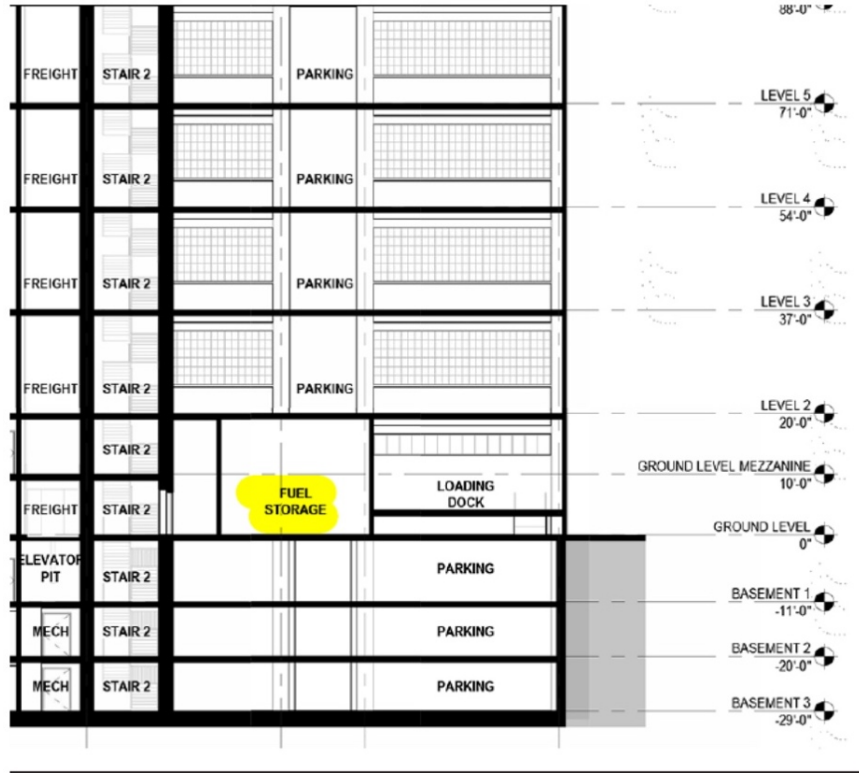 88'-0"
FREIGHT STAIR 2 PARKING
LEVEL 5
71'-0"
FREIGHT STAIR 2 PARKING
LEVEL 4
54'-0"
FREIGHT STAIR 2 PARKING
LEVEL 3
37'-0"
FREIGHT STAIR 2 PARKING
LEVEL 2
20'-0"
STAIR 2
GROUND LEVEL MEZZANINE
10'-0"
FREIGHT STAIR 2
FUEL
STORAGE
LOADING
DOCK
GROUND LEVEL
0"
ELEVATOR
PIT
STAIR 2 PARKING
BASEMENT 1
-11'-0"
MECH STAIR 2 PARKING
BASEMENT 2
-20'-0"
MECH STAIR 2 PARKING
BASEMENT 3
-29'-0"